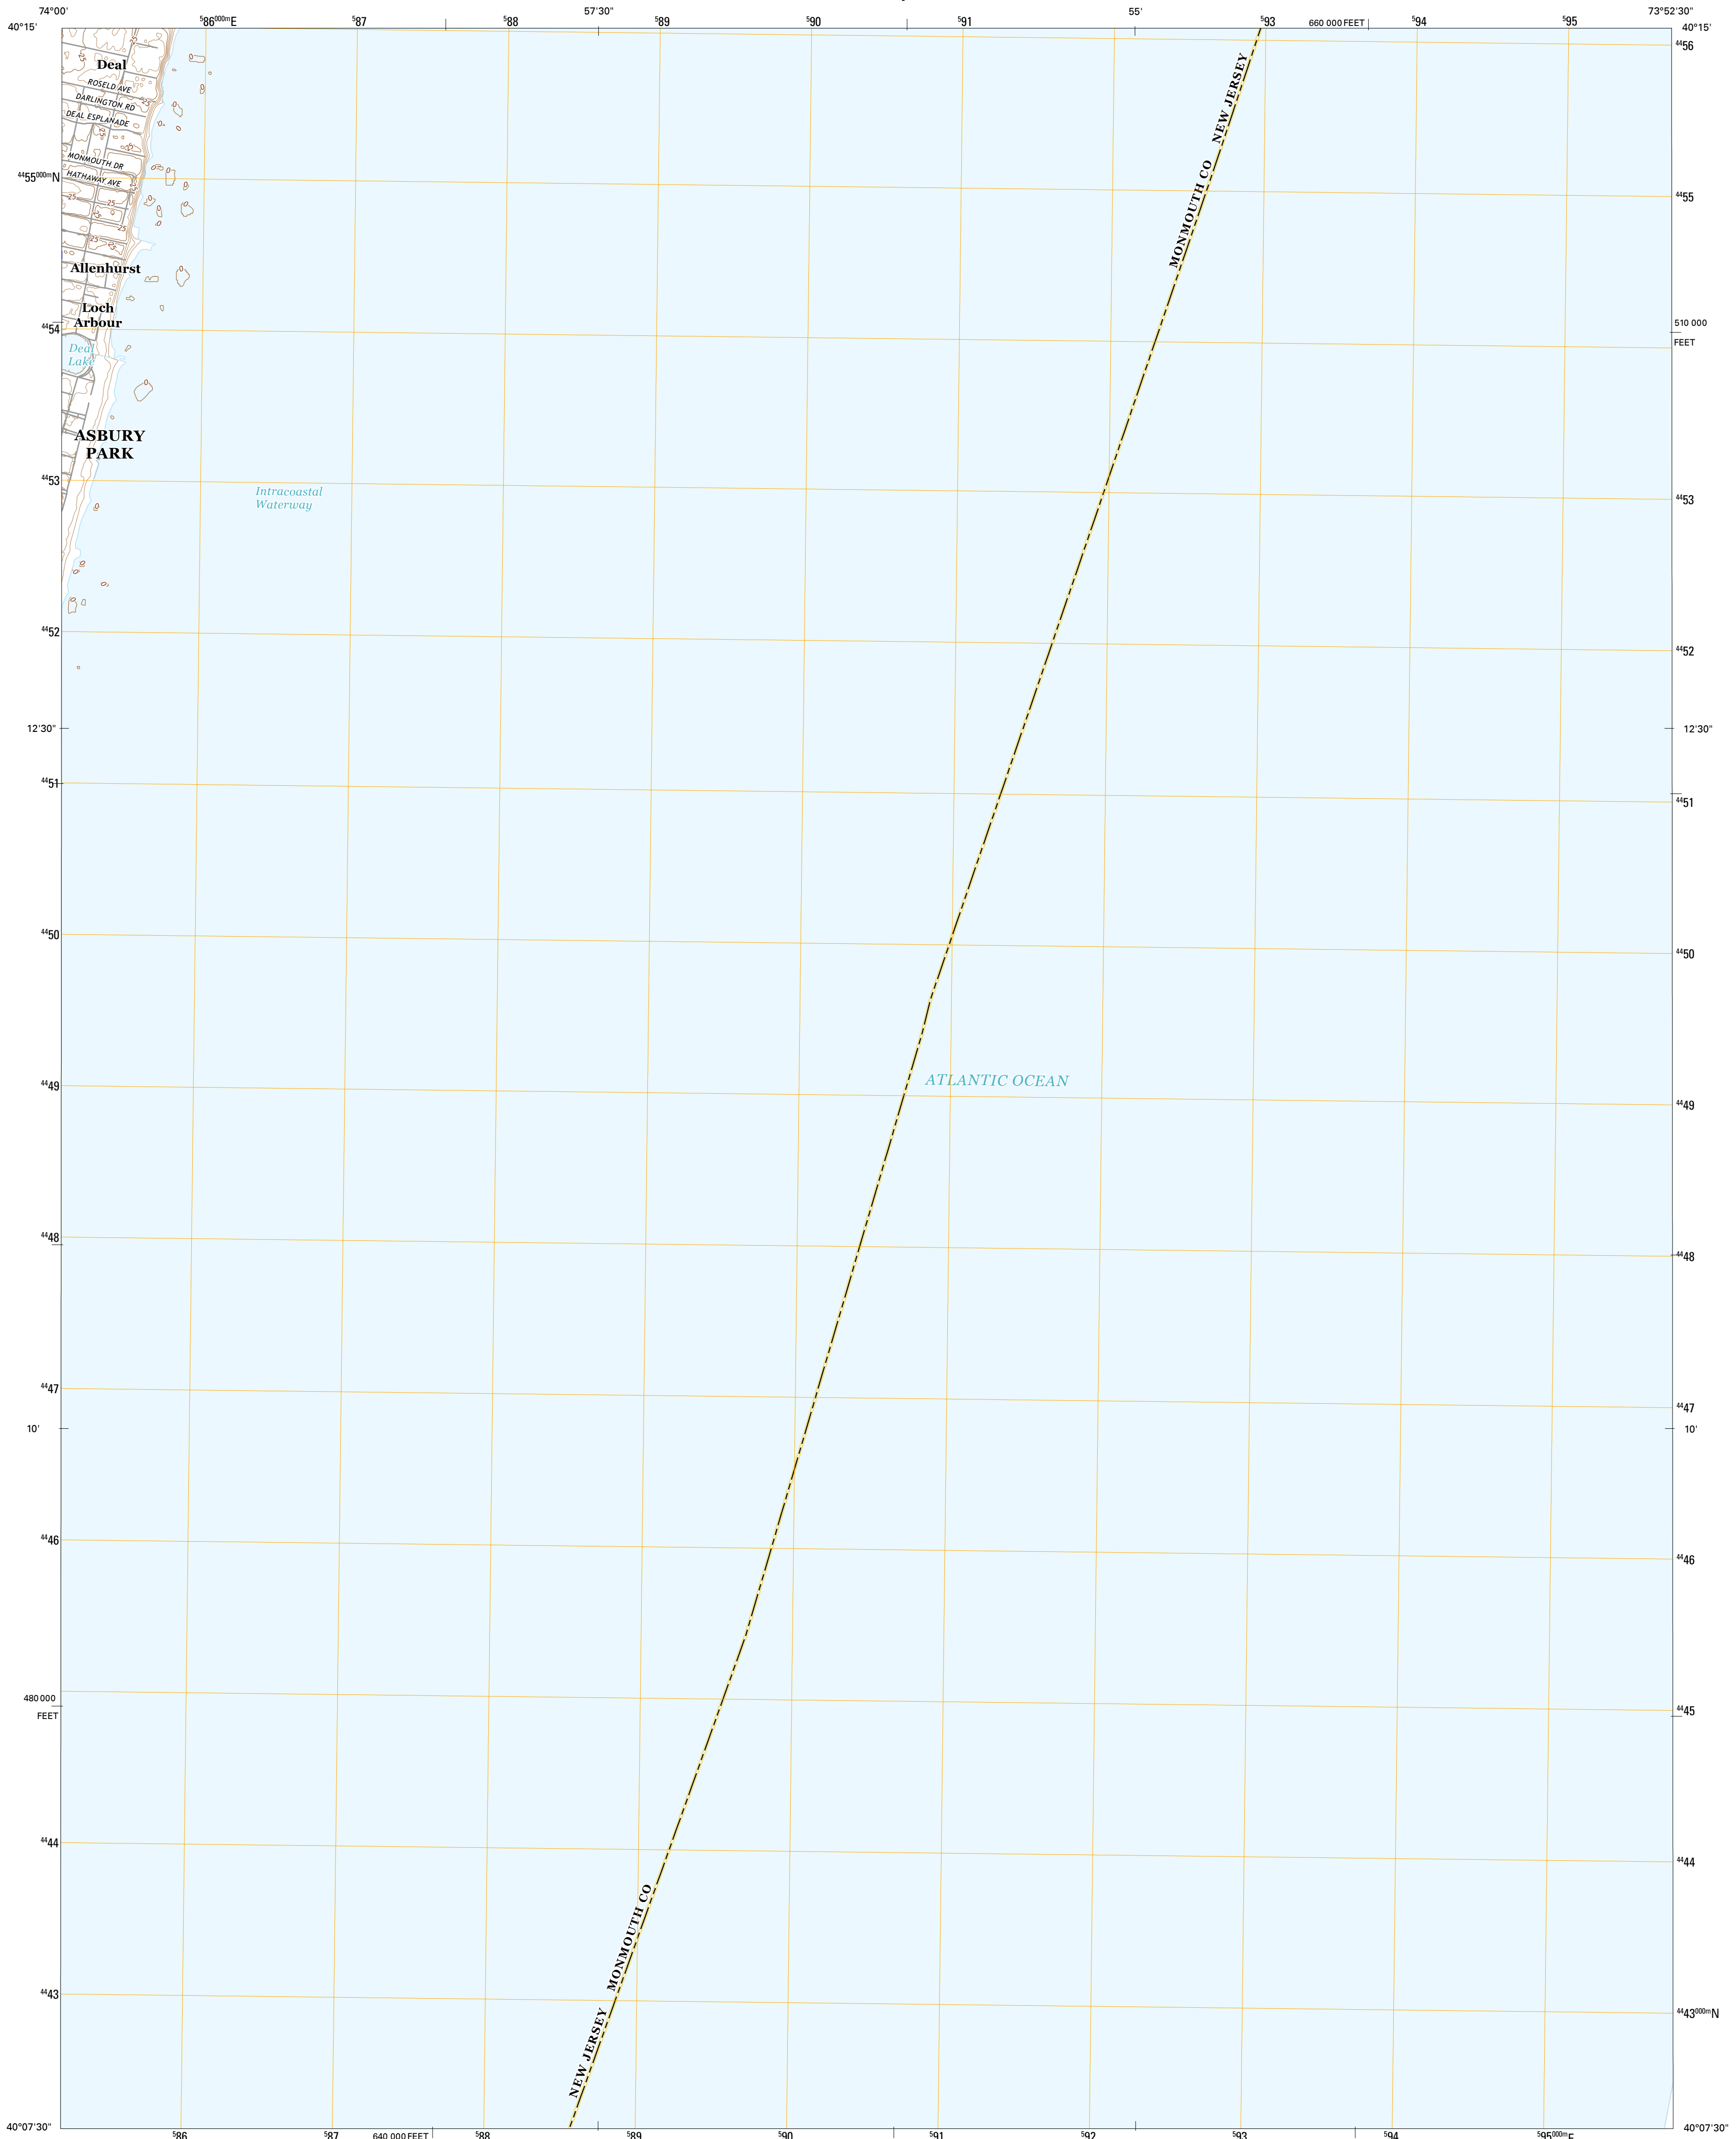 74°00'
⁵86⁰⁰⁰ᵐE
⁵87
⁵88
57'30"
⁵89
⁵90
⁵91
55'
⁵93
660 000 FEET
⁵94
⁵95
73°52'30"
40°15'
40°15'
⁴⁴56
Deal
ROSELD AVE
DARLINGTON RD
DEAL ESPLANADE
MONMOUTH DR
HATHAWAY AVE
25
25
25
25
NEW JERSEY
MONMOUTH CO
⁴⁴55⁰⁰⁰ᵐN
⁴⁴55
Allenhurst
Loch
Arbour
⁴⁴54
510 000
FEET
Deal
Lake
ASBURY
PARK
⁴⁴53
⁴⁴53
Intracoastal
Waterway
⁴⁴52
⁴⁴52
12'30"
12'30"
⁴⁴51
⁴⁴51
⁴⁴50
⁴⁴50
ATLANTIC OCEAN
⁴⁴49
⁴⁴49
⁴⁴48
⁴⁴48
⁴⁴47
⁴⁴47
10'
10'
⁴⁴46
⁴⁴46
480 000
FEET
⁴⁴45
⁴⁴44
⁴⁴44
MONMOUTH CO
NEW JERSEY
⁴⁴43
⁴⁴43⁰⁰⁰ᵐN
40°07'30"
40°07'30"
⁵86
⁵87
640 000 FEET
⁵88
⁵89
⁵90
⁵91
⁵92
⁵93
⁵94
⁵95⁰⁰⁰ᵐE